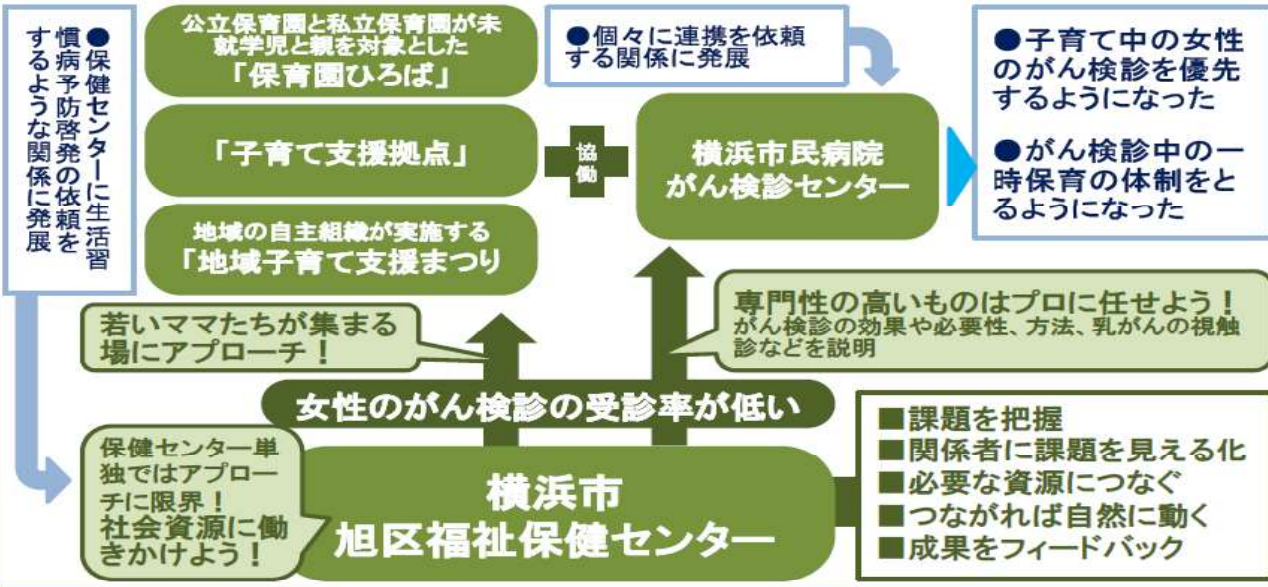 ●保健センターに生活習
慣病予防啓発の依頼を
するような関係に発展
公立保育園と私立保育園が未
就学児と親を対象とした
「保育園ひろば」
「子育て支援拠点」
地域の自主組織が実施する
「地域子育て支援まつり
●個々に連携を依頼
する関係に発展
協
働
横浜市民病院
がん検診センター
●子育て中の女性
のがん検診を優先
するようになった
●がん検診中の一
時保育の体制をと
るようになった
若いママたちが集まる
場にアプローチ！
専門性の高いものはプロに任せよう！
がん検診の効果や必要性、方法、乳がんの視触
診などを説明
女性のがん検診の受診率が低い
保健センター単
独ではアプロー
チに限界！
社会資源に働
きかけよう！
横浜市
旭区福祉保健センター
■課題を把握
■関係者に課題を見える化
■必要な資源につなぐ
■つながれば自然に動く
■成果をフィードバック